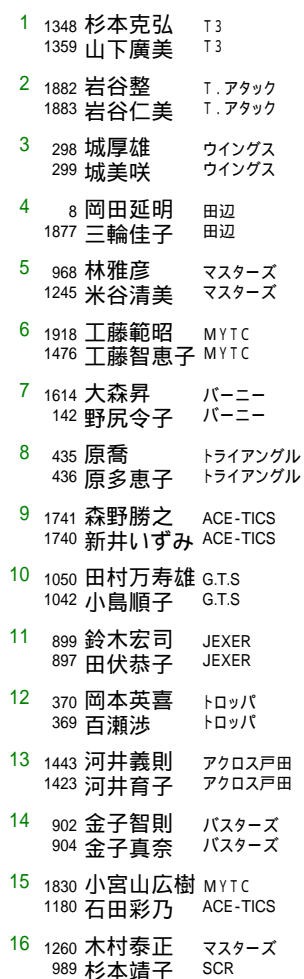 1 1348 杉本克弘 T3
1359 山下廣美 T3
2 1882 岩谷整 T.アタック
1883 岩谷仁美 T.アタック
3 298 城厚雄 ウイングス
299 城美咲 ウイングス
4 8 岡田延明 田辺
1877 三輪佳子 田辺
5 968 林雅彦 マスターズ
1245 米谷清美 マスターズ
6 1918 工藤範昭 MYTC
1476 工藤智恵子 MYTC
7 1614 大森昇 バーニー
142 野尻令子 バーニー
8 435 原喬 トライアングル
436 原多恵子 トライアングル
9 1741 森野勝之 ACE-TICS
1740 新井いずみ ACE-TICS
10 1050 田村万寿雄 G.T.S
1042 小島順子 G.T.S
11 899 鈴木宏司 JEXER
897 田伏恭子 JEXER
12 370 岡本英喜 トロッパ
369 百瀬渉 トロッパ
13 1443 河井義則 アクロス戸田
1423 河井育子 アクロス戸田
14 902 金子智則 バスターズ
904 金子真奈 バスターズ
15 1830 小宮山広樹 MYTC
1180 石田彩乃 ACE-TICS
16 1260 木村泰正 マスターズ
989 杉本靖子 SCR